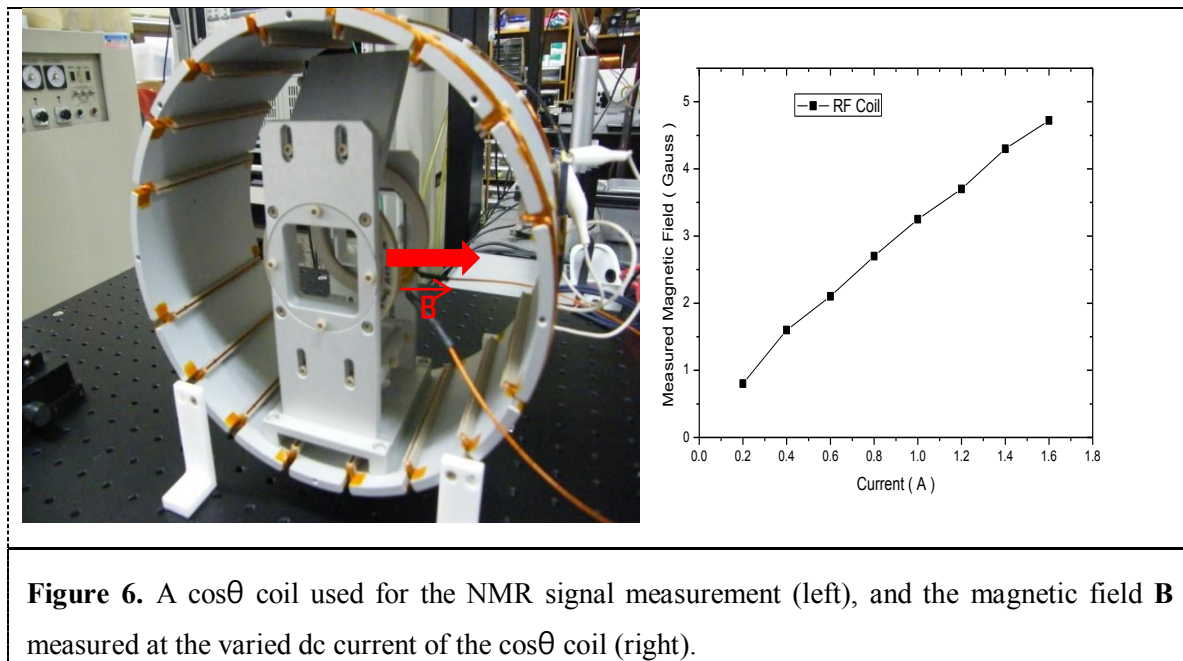 B
RF Coil
Measured Magnetic Field ( Gauss )
5
4
3
2
1
0
0.0 0.2 0.4 0.6 0.8 1.0 1.2 1.4 1.6 1.8
Current ( A )
Figure 6. A cosθ coil used for the NMR signal measurement (left), and the magnetic field B
measured at the varied dc current of the cosθ coil (right).